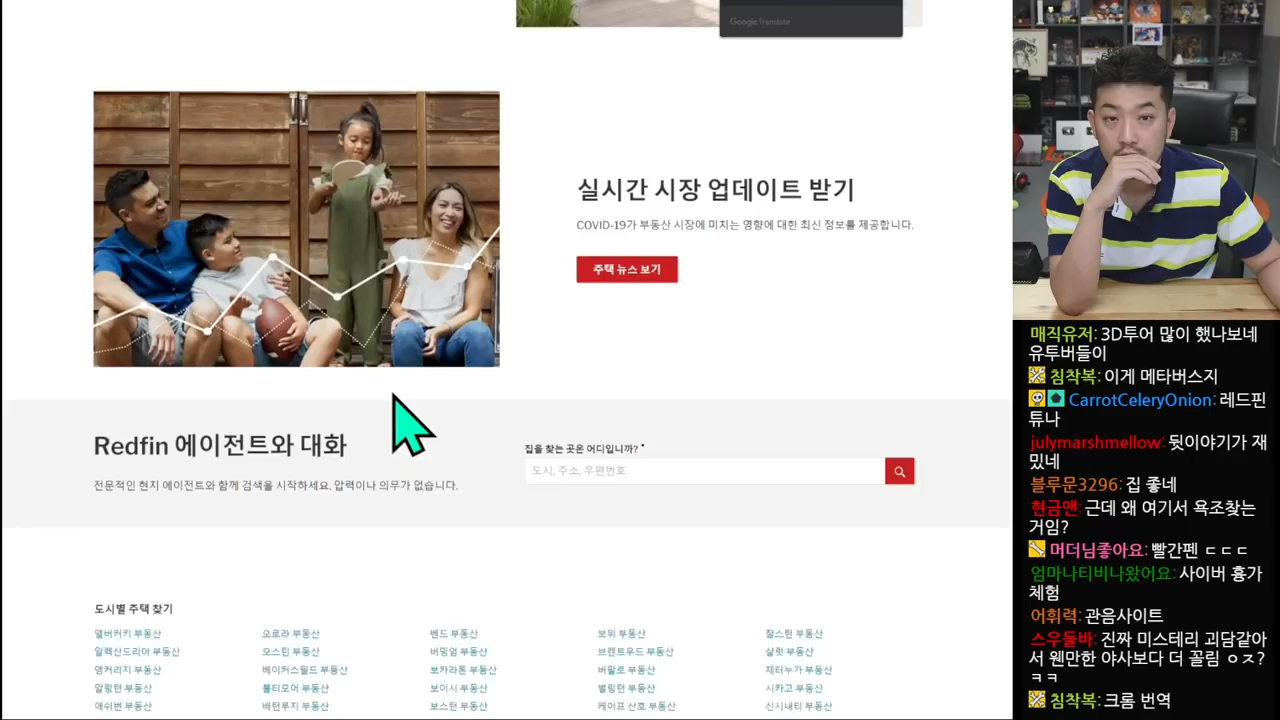 Google Translate
실시간 시장 업데이트 받기
COVID-19가 부동산 시장에 미치는 영향에 대한 최신 정보를 제공합니다.
주택 뉴스 보기
Redfin 에이전트와 대화
전문적인 현지 에이전트와 함께 검색을 시작하세요. 압력이나 의무가 없습니다.
집을 찾는 곳은 어디입니까? *
도시, 주소, 우편번호
도시별 주택 찾기
앨버커키 부동산
오로라 부동산
벤드 부동산
보위 부동산
찰스턴 부동산
알렉산드리아 부동산
오스틴 부동산
버밍엄 부동산
브렌트우드 부동산
샬럿 부동산
앵커리지 부동산
베이커스필드 부동산
보카라톤 부동산
버팔로 부동산
채터누가 부동산
알링턴 부동산
볼티모어 부동산
보이시 부동산
벌링턴 부동산
시카고 부동산
애쉬번 부동산
배턴루지 부동산
보스턴 부동산
케이프 산호 부동산
신시내티 부동산
매직유저: 3D투어 많이 했나보네
유투버들이
침착복: 이게 메타버스지
CarrotCeleryOnion: 레드핀
튜나
julymarshmellow: 뒷이야기가 재
밌네
블루문3296: 집 좋네
현금맨: 근데 왜 여기서 욕조찾는
거임?
머더님좋아요: 빨간펜 ㄷㄷㄷ
엄마나티비나왔어요: 사이버 흉가
체험
어휘력: 관음사이트
스우둘바: 진짜 미스테리 괴담같아
서 웬만한 야사보다 더 꼴림 ㅇㅈ?
ㅋㅋ
침착복: 크롬 번역